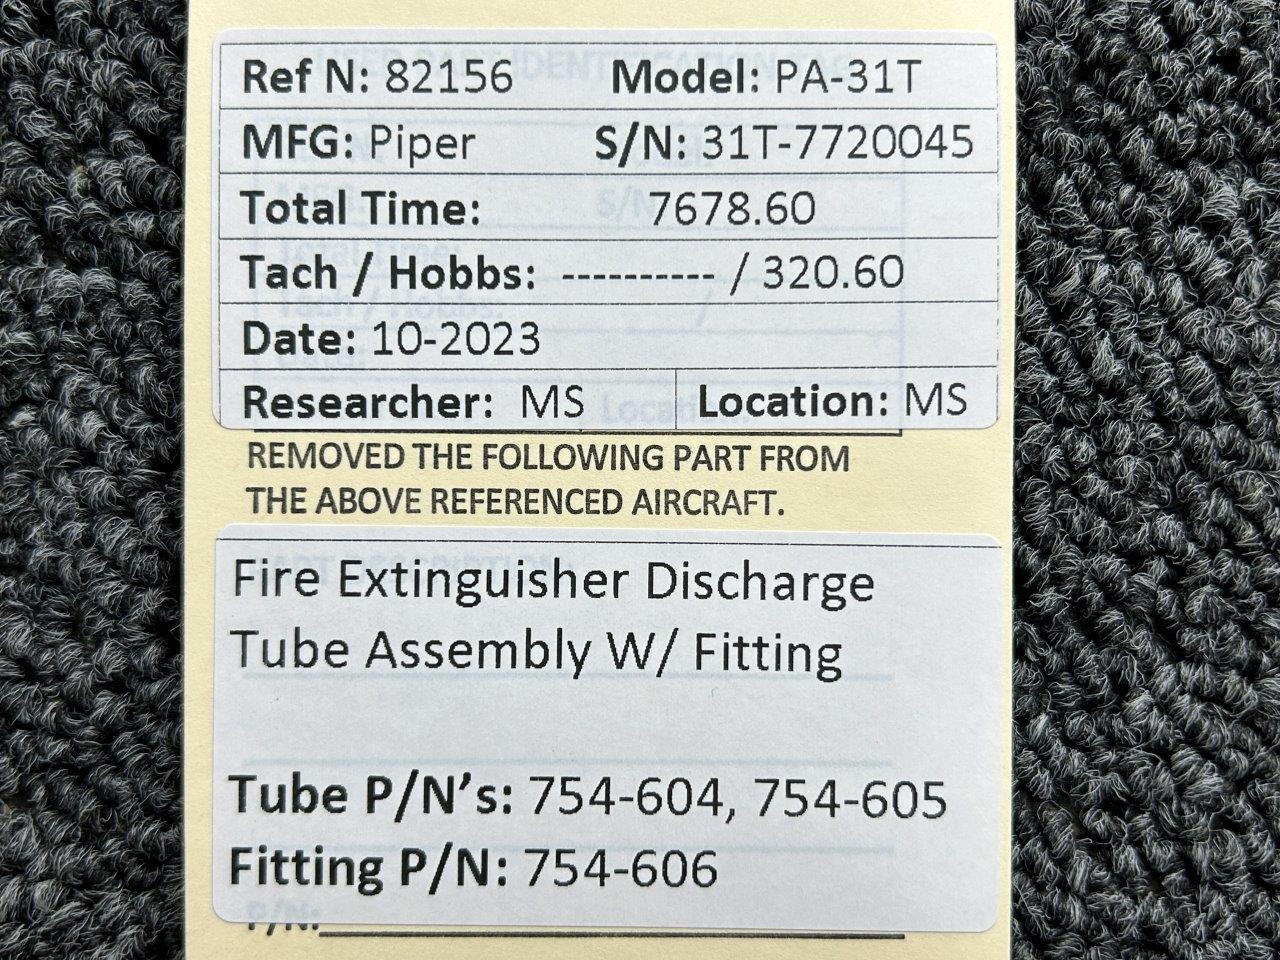 Ref N: 82156 Model: PA-31T
MFG: Piper S/N: 31T-7720045
Total Time: 7678.60
Tach / Hobbs: ---------- / 320.60
Date: 10-2023
Researcher: MS Location: MS
REMOVED THE FOLLOWING PART FROM
THE ABOVE REFERENCED AIRCRAFT.
Fire Extinguisher Discharge
Tube Assembly W/ Fitting
Tube P/N’s: 754-604, 754-605
Fitting P/N: 754-606
P/N: